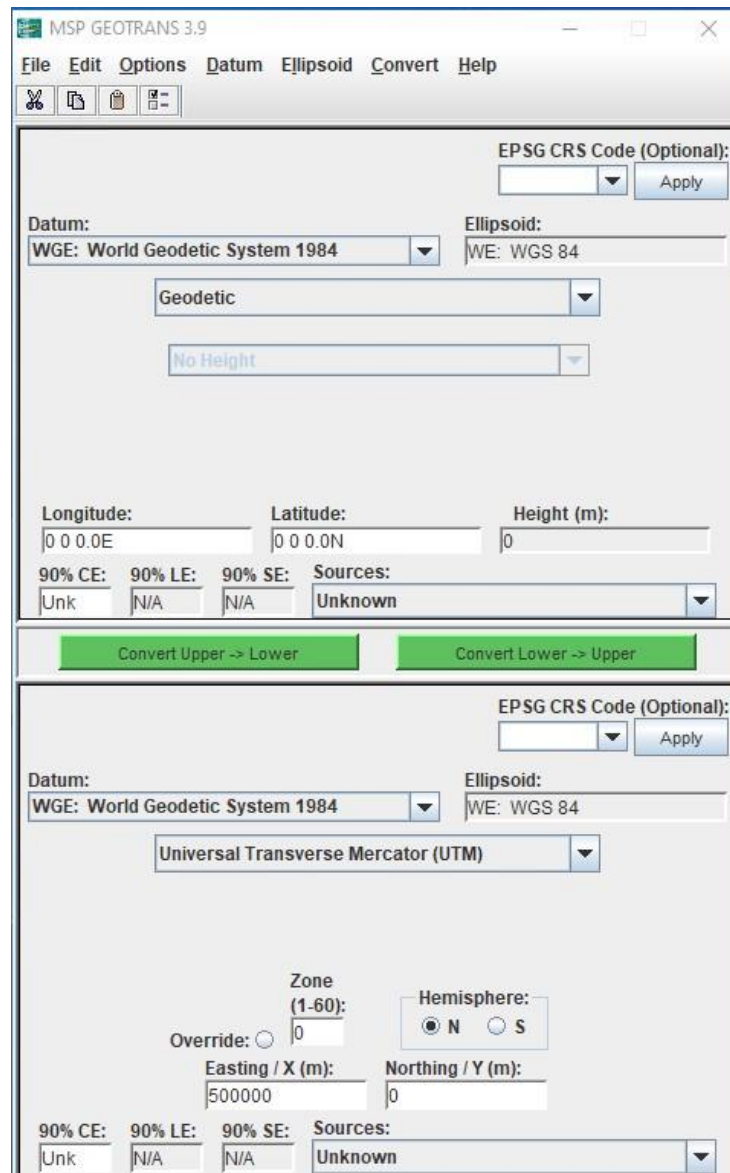 MSP GEOTRANS 3.9
File Edit Options Datum Ellipsoid Convert Help
EPSG CRS Code (Optional):
Apply
Datum: Ellipsoid:
WGE: World Geodetic System 1984 WE: WGS 84
Geodetic
No Height
Longitude: Latitude: Height (m):
0 0 0.0E 0 0 0.0N 0
90% CE: 90% LE: 90% SE: Sources:
Unk N/A N/A Unknown
Convert Upper -> Lower Convert Lower -> Upper
EPSG CRS Code (Optional):
Apply
Datum: Ellipsoid:
WGE: World Geodetic System 1984 WE: WGS 84
Universal Transverse Mercator (UTM)
Zone
(1-60): Hemisphere:
Override: 0 N S
Easting / X (m): Northing / Y (m):
500000 0
90% CE: 90% LE: 90% SE: Sources:
Unk N/A N/A Unknown